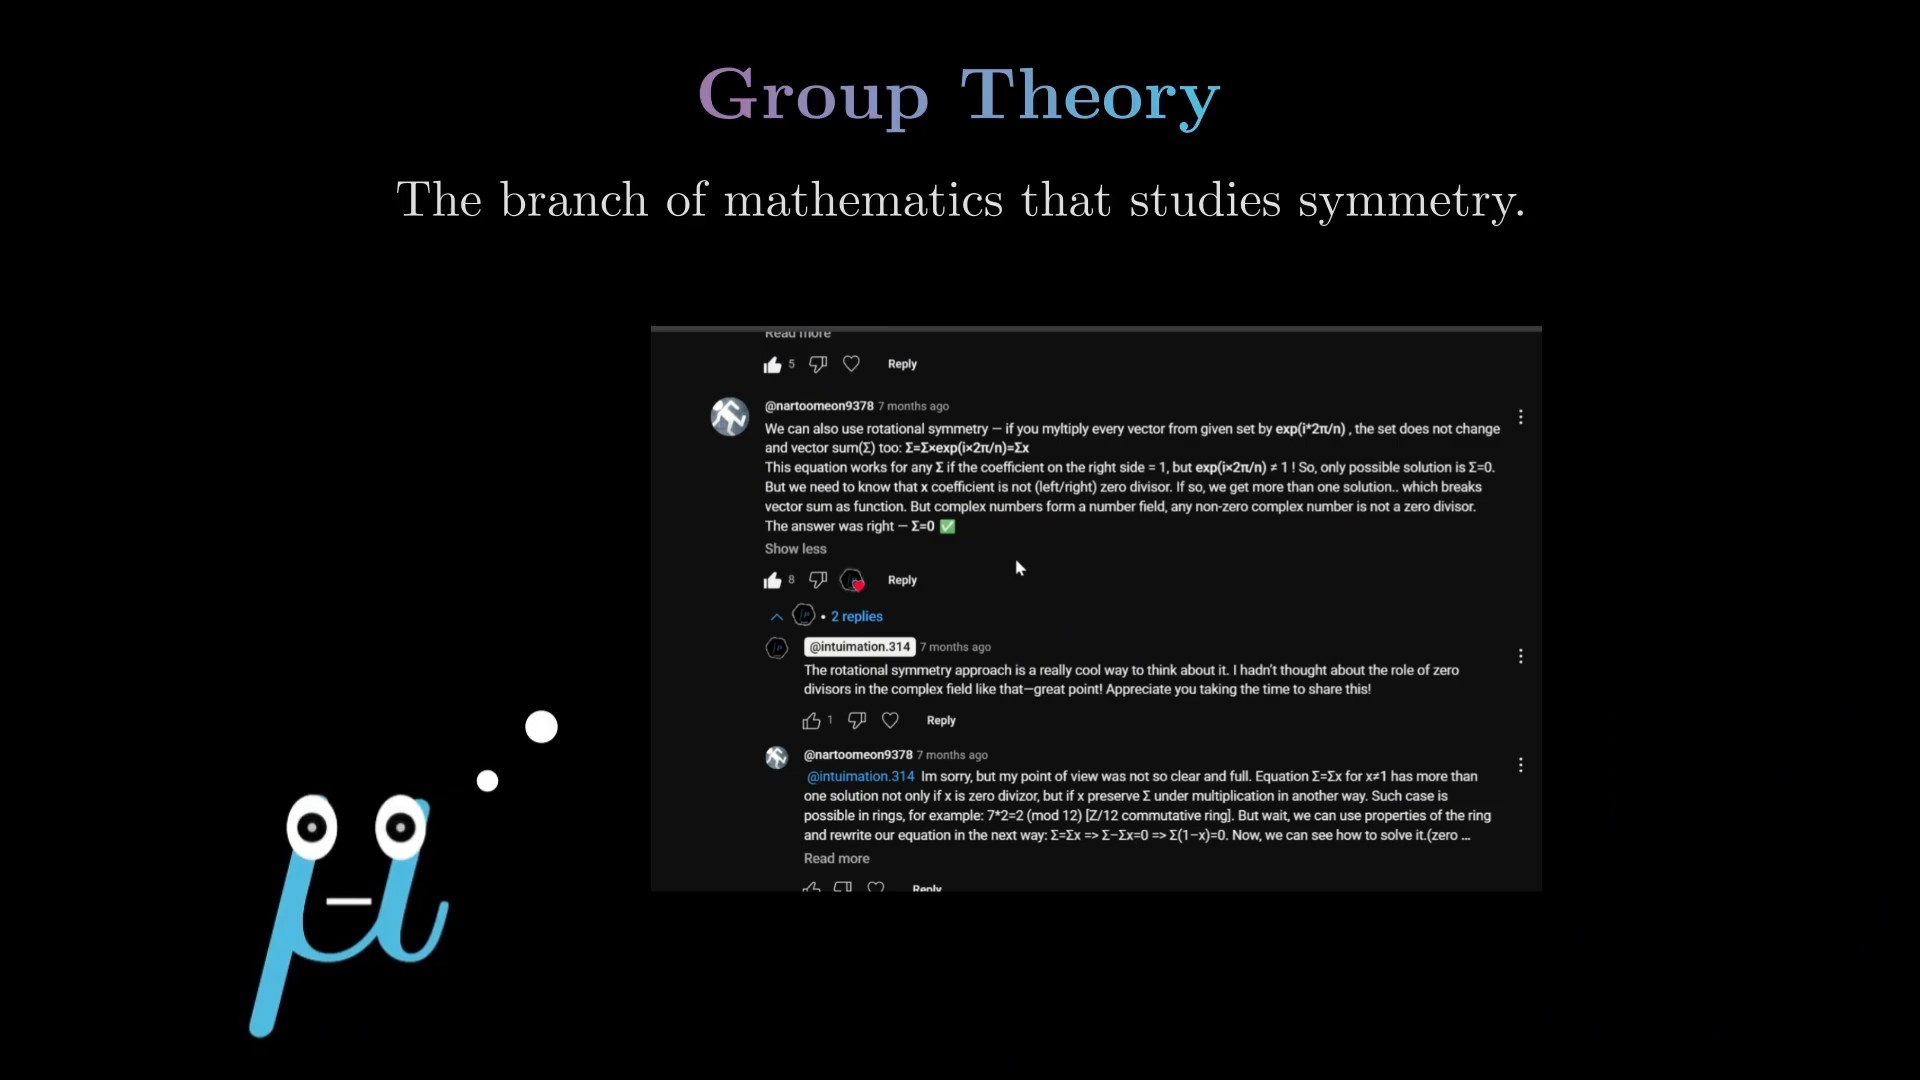 Group Theory
The branch of mathematics that studies symmetry.
Read more
5 Reply
@nartoomeon9378 7 months ago
We can also use rotational symmetry — if you myltiply every vector from given set by exp(i*2π/n) , the set does not change
and vector sum(Σ) too: Σ=Σ×exp(i×2π/n)=Σx
This equation works for any Σ if the coefficient on the right side = 1, but exp(i×2π/n) ≠ 1 ! So, only possible solution is Σ=0.
But we need to know that x coefficient is not (left/right) zero divisor. If so, we get more than one solution.. which breaks
vector sum as function. But complex numbers form a number field, any non-zero complex number is not a zero divisor.
The answer was right — Σ=0 ✅
Show less
8 Reply
• 2 replies
@intuimation.314 7 months ago
The rotational symmetry approach is a really cool way to think about it. I hadn't thought about the role of zero
divisors in the complex field like that—great point! Appreciate you taking the time to share this!
1 Reply
@nartoomeon9378 7 months ago
@intuimation.314 Im sorry, but my point of view was not so clear and full. Equation Σ=Σx for x≠1 has more than
one solution not only if x is zero divizor, but if x preserve Σ under multiplication in another way. Such case is
possible in rings, for example: 7*2=2 (mod 12) [Z/12 commutative ring]. But wait, we can use properties of the ring
and rewrite our equation in the next way: Σ=Σx => Σ−Σx=0 => Σ(1−x)=0. Now, we can see how to solve it.(zero ...
Read more
Reply
μ